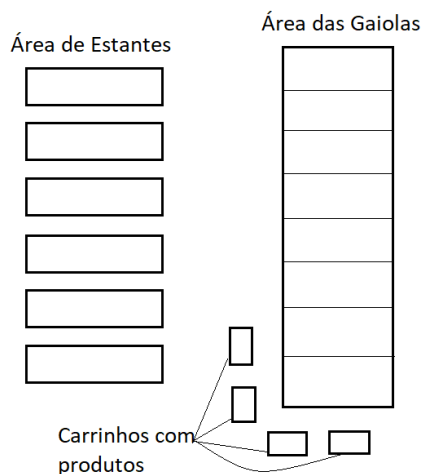 Área das Gaiolas
Área de Estantes
Carrinhos com
produtos